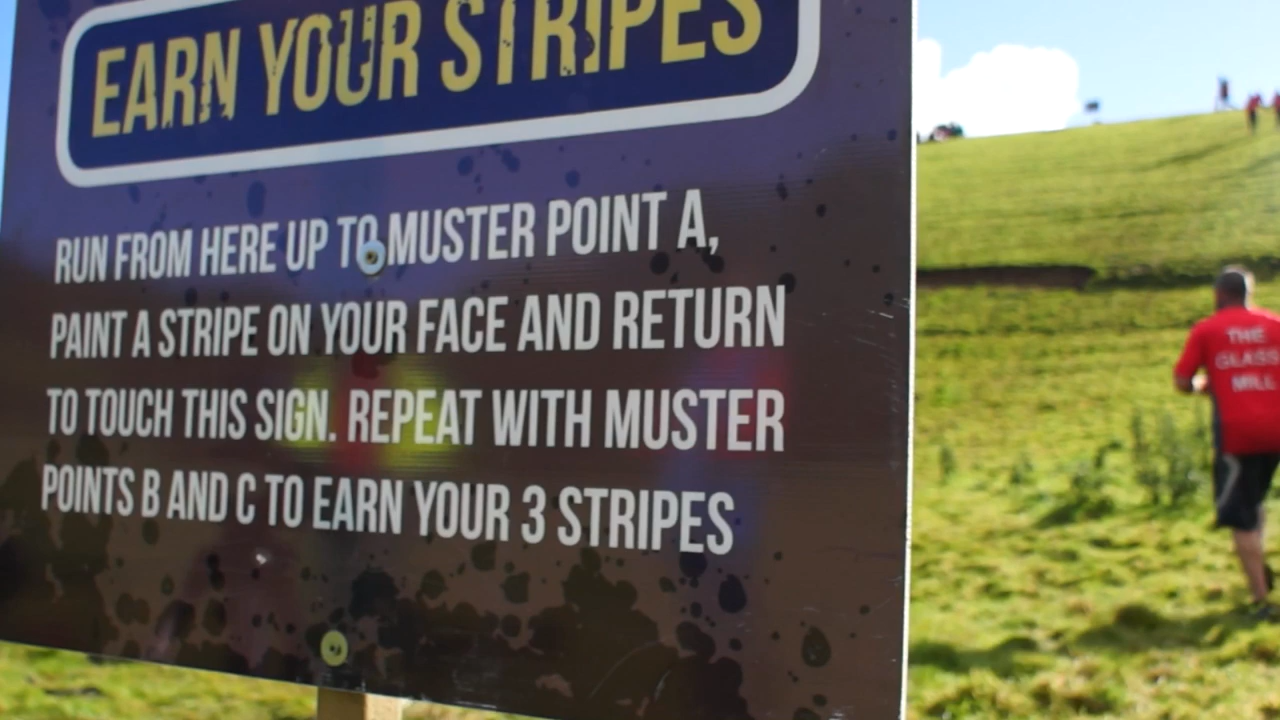 EARN YOUR STRIPES
RUN FROM HERE UP TO MUSTER POINT A,
PAINT A STRIPE ON YOUR FACE AND RETURN
TO TOUCH THIS SIGN. REPEAT WITH MUSTER
POINTS B AND C TO EARN YOUR 3 STRIPES
THE
GLASS
MILL